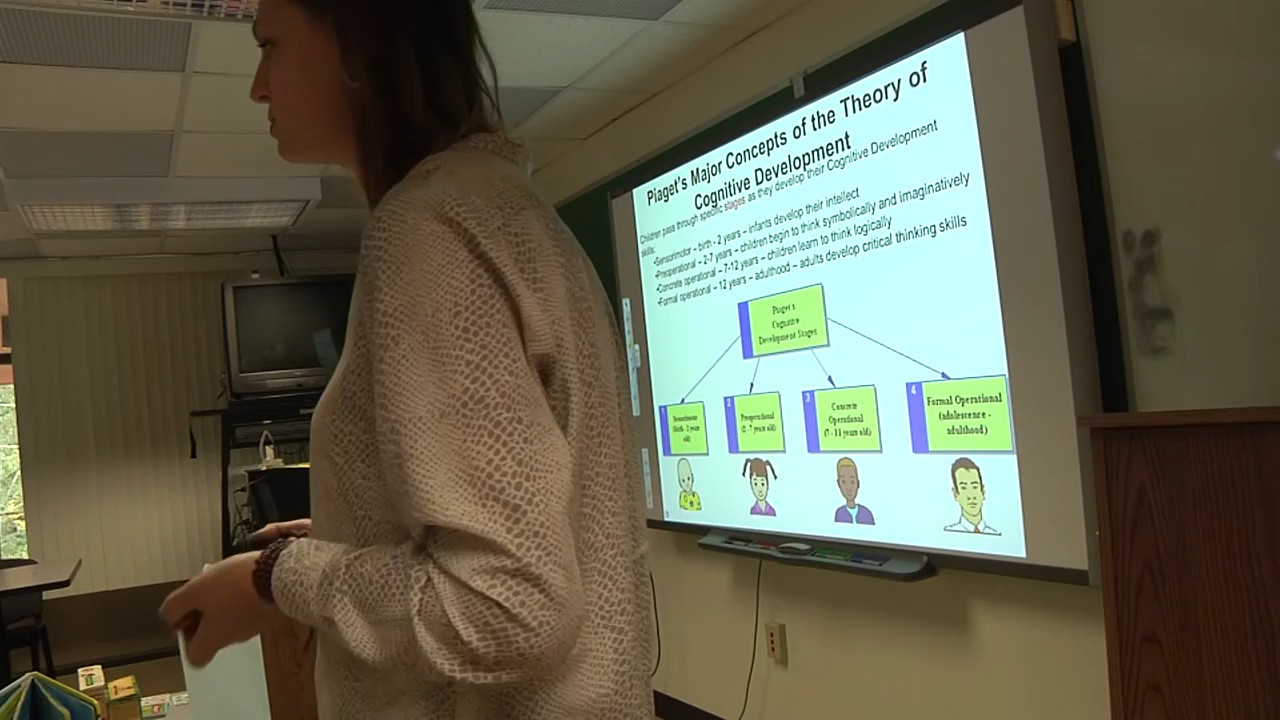 Piaget's Major Concepts of the Theory of
Cognitive Development
Children pass through specific stages as they develop their Cognitive Development
skills:
•Sensorimotor – birth - 2 years – infants develop their intellect
•Preoperational – 2-7 years – children begin to think symbolically and imaginatively
•Concrete operational – 7-12 years – children learn to think logically
•Formal operational – 12 years – adulthood – adults develop critical thinking skills
Piaget's
Cognitive
Development Stages
1
Sensorimotor
(birth - 2 years
old)
2
Preoperational
(2 - 7 years old)
3
Concrete
Operational
(7 - 11 years old)
4
Formal Operational
(adolescence -
adulthood)